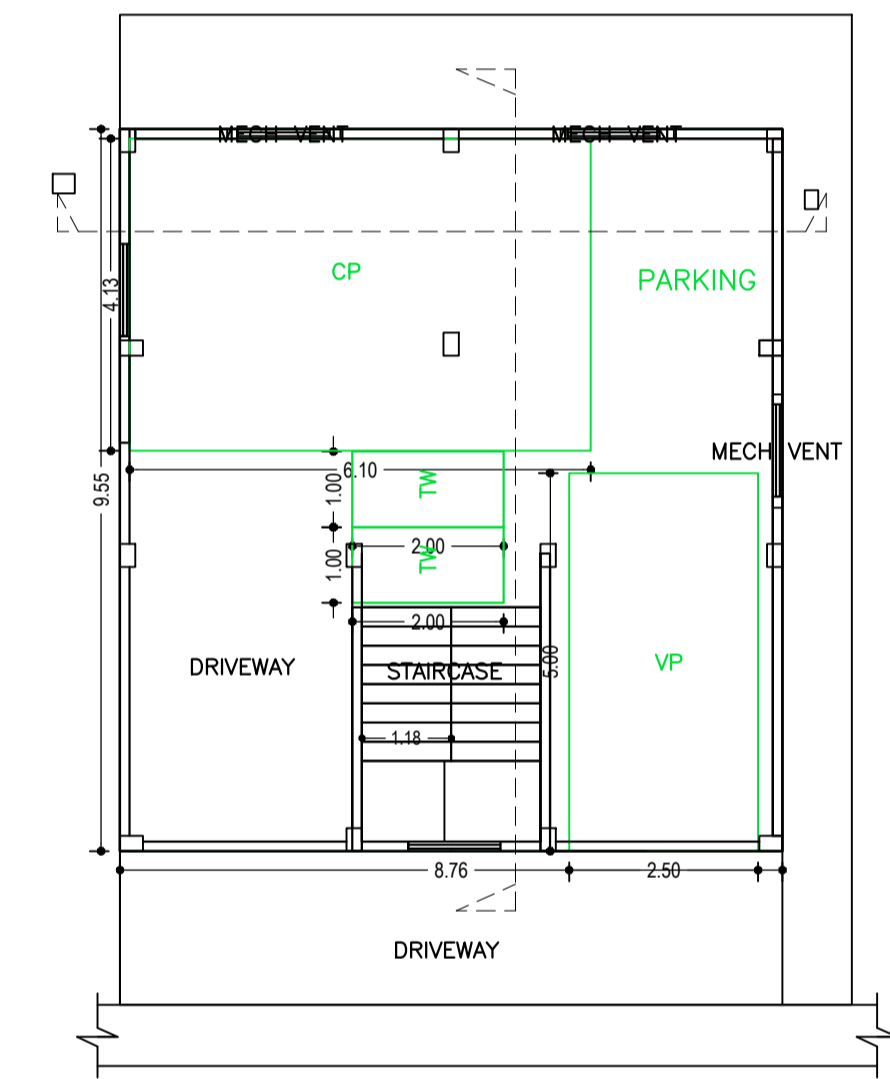 MECH VENT
MECH VENT
CP
PARKING
4.13
MECH VENT
6.10
TW
1.00
9.55
2.00
TW
1.00
2.00
DRIVEWAY
STAIRCASE
5.00
VP
1.18
8.76
2.50
DRIVEWAY